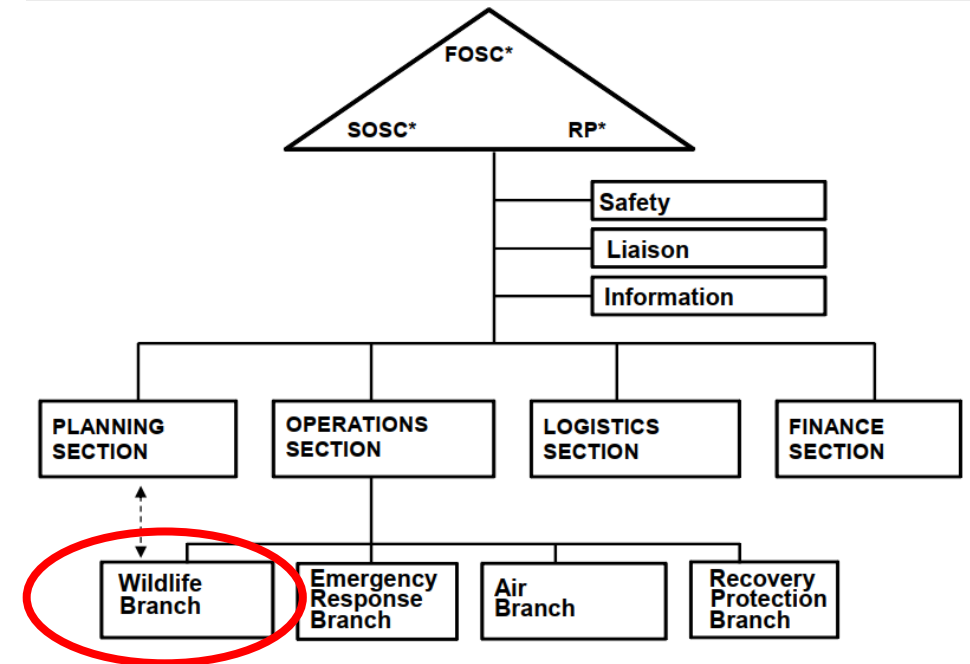 FOSC*
SOSC*
RP*
Safety
Liaison
Information
PLANNING
SECTION
OPERATIONS
SECTION
LOGISTICS
SECTION
FINANCE
SECTION
Wildlife
Branch
Emergency
Response
Branch
Air
Branch
Recovery
Protection
Branch